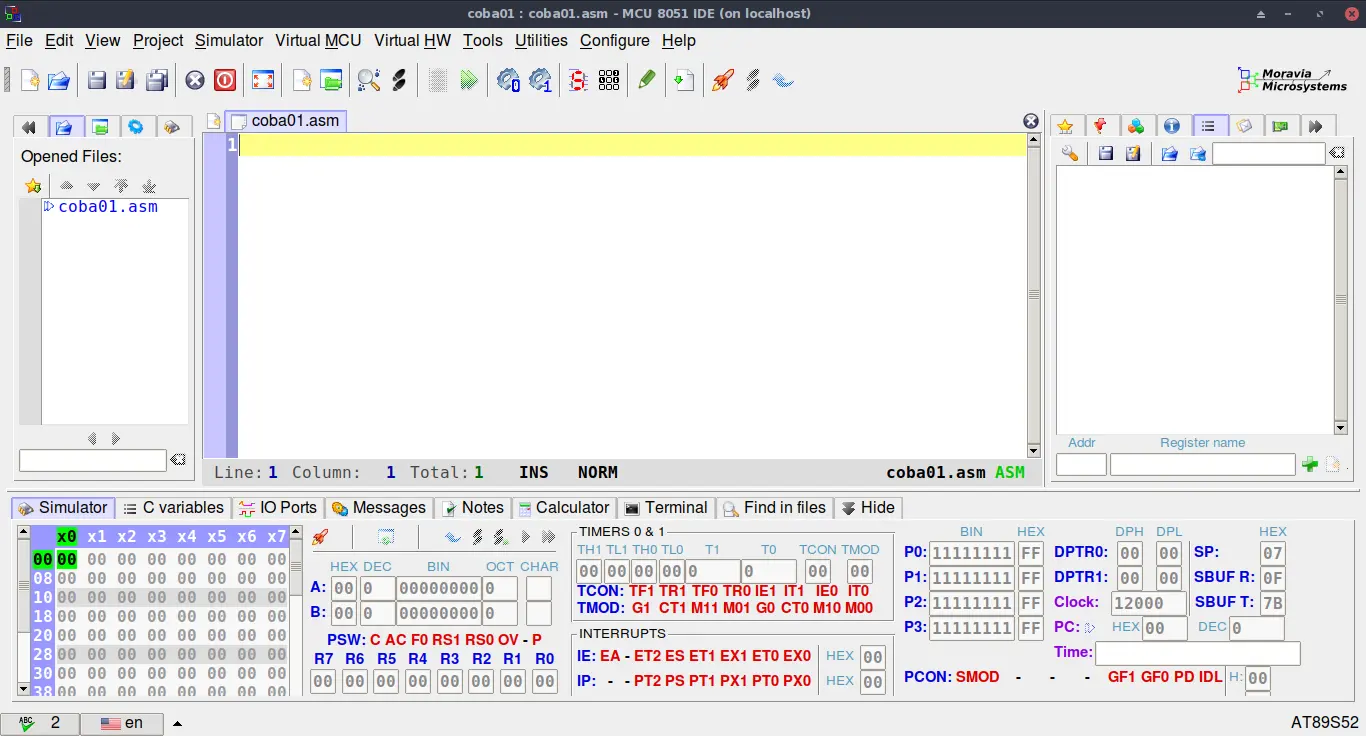 coba01 : coba01.asm - MCU 8051 IDE (on localhost)
File Edit View Project Simulator Virtual MCU Virtual HW Tools Utilities Configure Help
Moravia
Microsystems
coba01.asm
Opened Files:
coba01.asm
1
Addr Register name
Line: 1 Column: 1 Total: 1 INS NORM coba01.asm ASM
Simulator C variables IO Ports Messages Notes Calculator Terminal Find in files Hide
x0 x1 x2 x3 x4 x5 x6 x7
00 00 00 00 00 00 00 00 00
08 00 00 00 00 00 00 00 00
10 00 00 00 00 00 00 00 00
18 00 00 00 00 00 00 00 00
20 00 00 00 00 00 00 00 00
28 00 00 00 00 00 00 00 00
30 00 00 00 00 00 00 00 00
38 00 00 00 00 00 00 00 00
HEX DEC BIN OCT CHAR
A: 00 0 00000000 0
B: 00 0 00000000 0
PSW: C AC F0 RS1 RS0 OV - P
R7 R6 R5 R4 R3 R2 R1 R0
00 00 00 00 00 00 00 00
TIMERS 0 & 1
TH1 TL1 TH0 TL0 T1 T0 TCON TMOD
00 00 00 00 0 0 00 00
TCON: TF1 TR1 TF0 TR0 IE1 IT1 IE0 IT0
TMOD: G1 CT1 M11 M01 G0 CT0 M10 M00
INTERRUPTS
IE: EA - ET2 ES ET1 EX1 ET0 EX0 HEX 00
IP: - - PT2 PS PT1 PX1 PT0 PX0 HEX 00
BIN HEX
P0: 11111111 FF
P1: 11111111 FF
P2: 11111111 FF
P3: 11111111 FF
DPH DPL
DPTR0: 00 00
DPTR1: 00 00
Clock: 12000
HEX
SP: 07
SBUF R: 0F
SBUF T: 7B
PC: HEX 00 DEC 0
Time:
PCON: SMOD - - - GF1 GF0 PD IDL H: 00
2 en
AT89S52